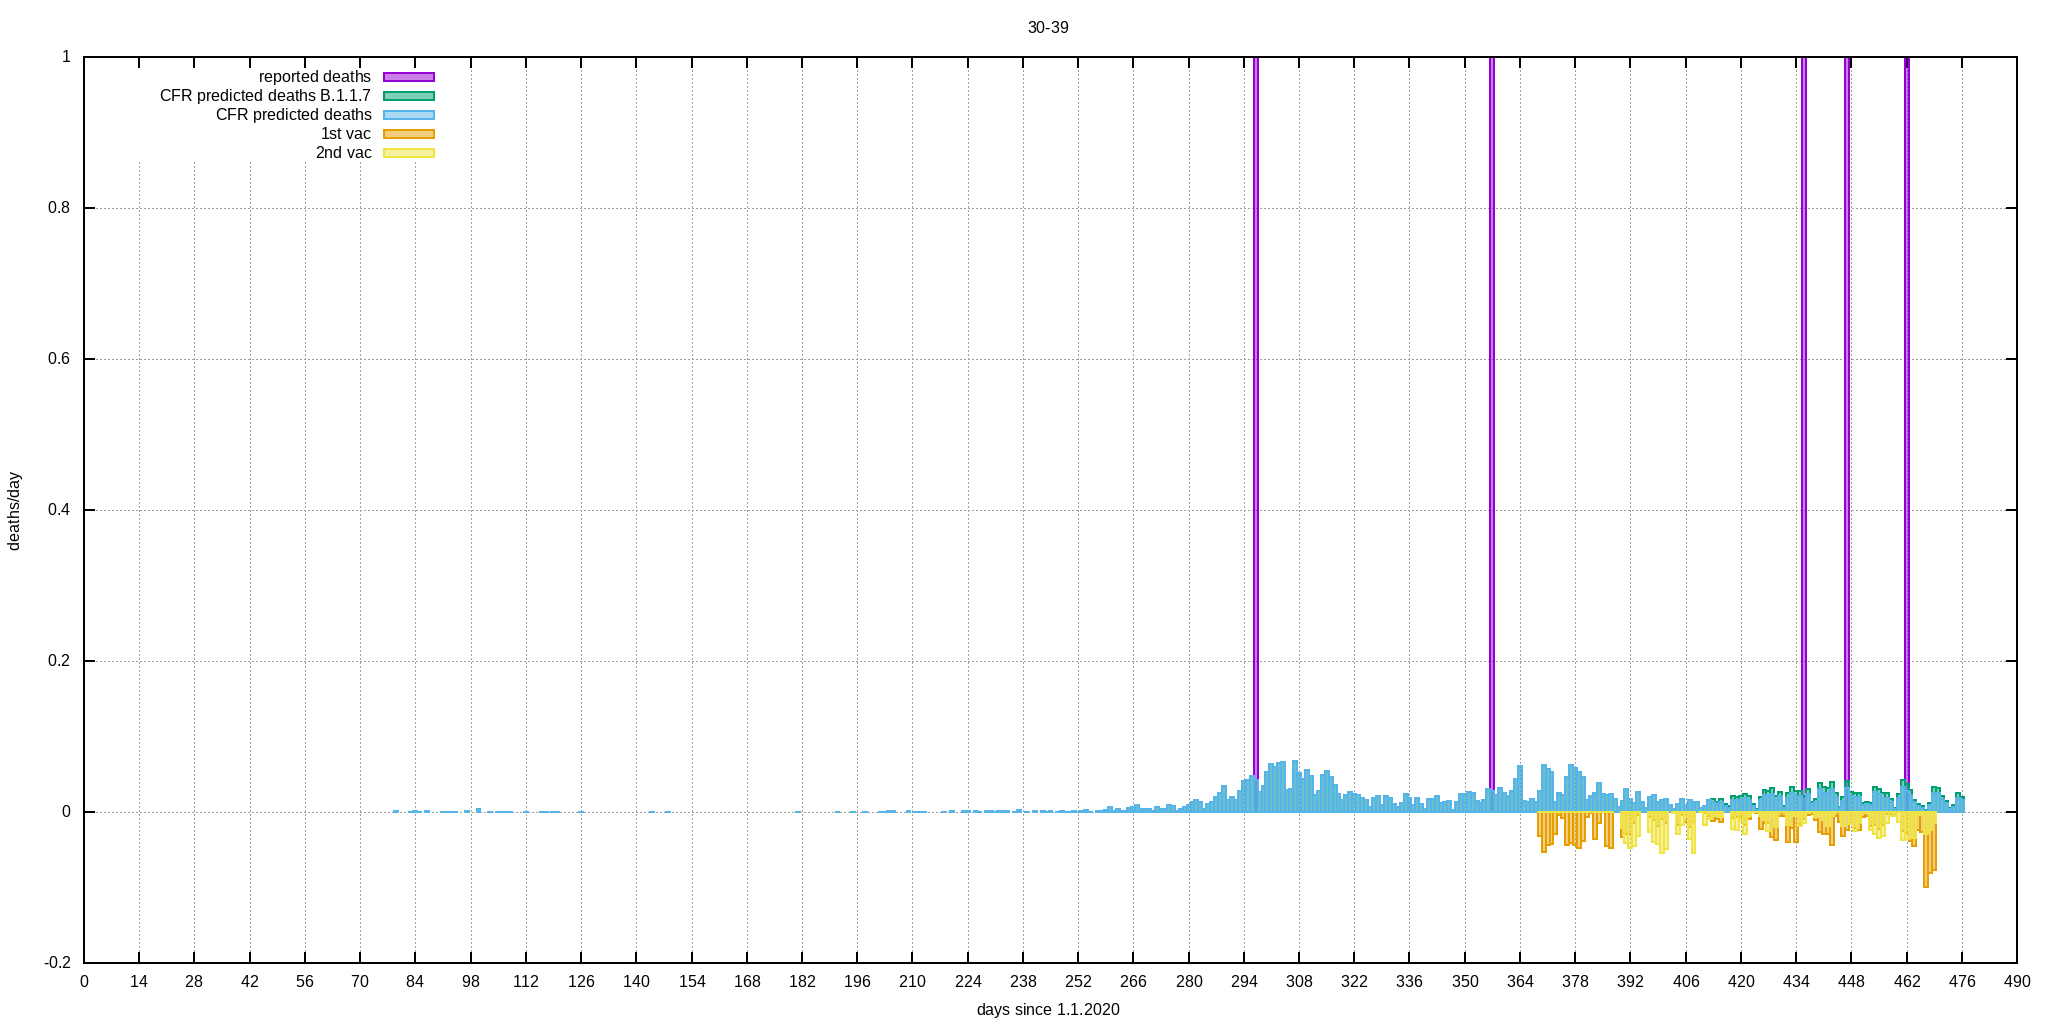 30-39
reported deaths
CFR predicted deaths B.1.1.7
CFR predicted deaths
1st vac
2nd vac
deaths/day
1
0.8
0.6
0.4
0.2
0
-0.2
0 14 28 42 56 70 84 98 112 126 140 154 168 182 196 210 224 238 252 266 280 294 308 322 336 350 364 378 392 406 420 434 448 462 476 490
days since 1.1.2020